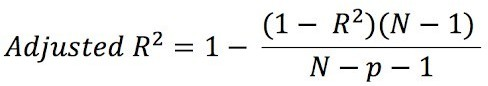 Adjusted R² = 1 − (1 − R²)(N − 1) / N − p − 1